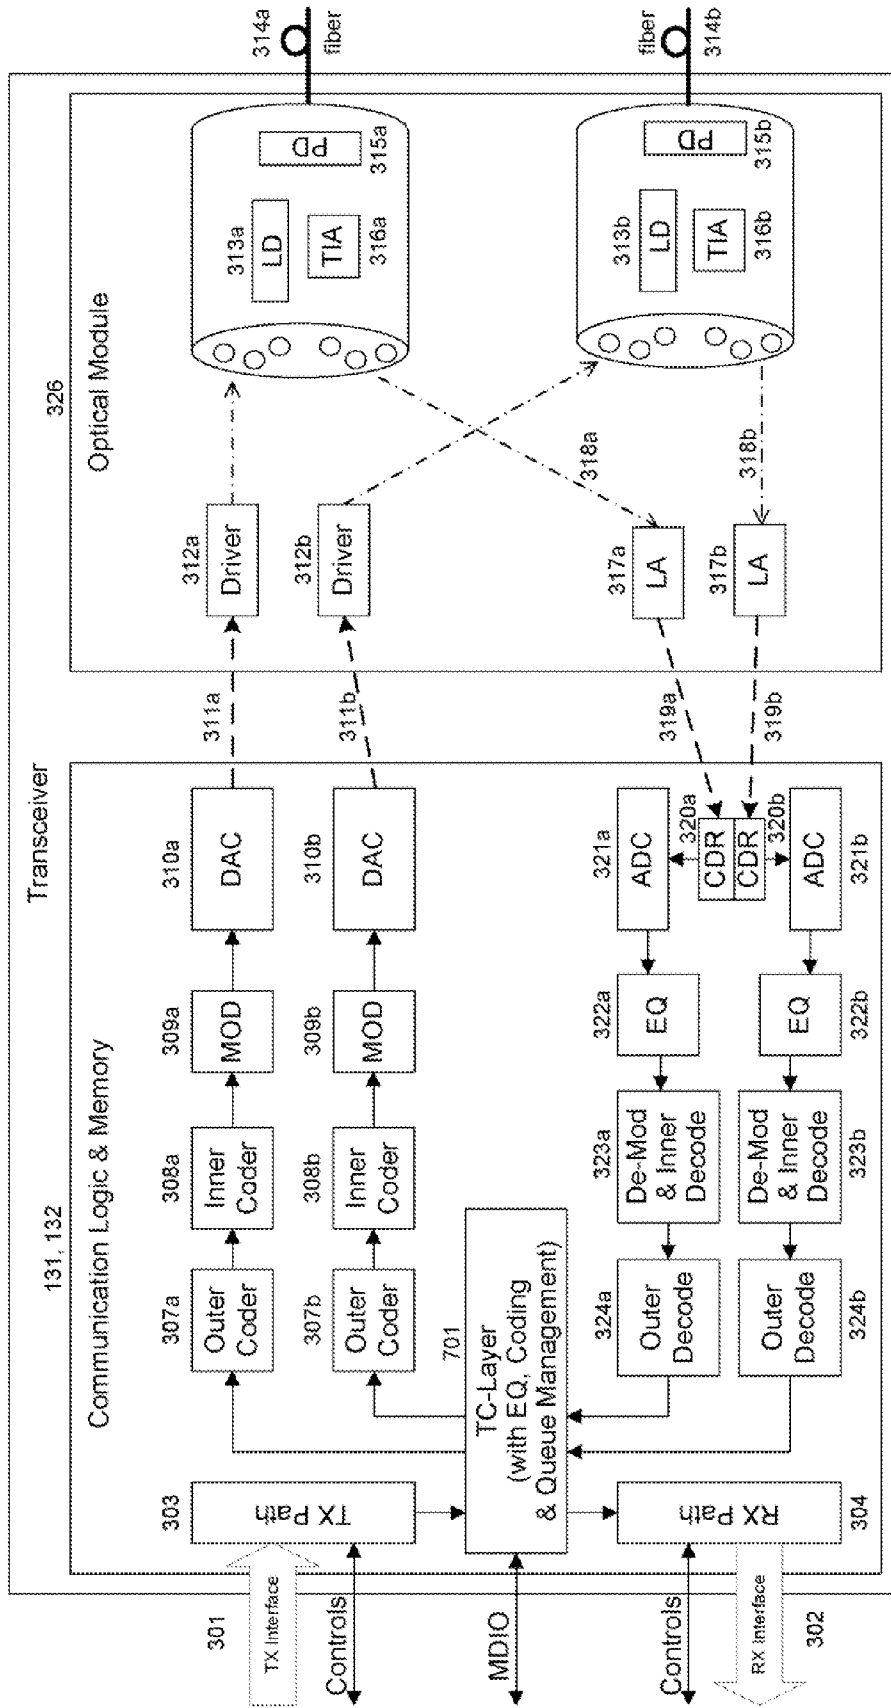 Transceiver
131, 132
Communication Logic & Memory
326
Optical Module
301
TX Interface
Controls
MDIO
Controls
RX Interface
302
303
TX Path
RX Path
304
701
TC-Layer
(with EQ, Coding
& Queue Management)
307a
Outer
Coder
308a
Inner
Coder
309a
MOD
310a
DAC
311a
312a
Driver
307b
Outer
Coder
308b
Inner
Coder
309b
MOD
310b
DAC
311b
312b
Driver
313a
LD
TIA
316a
PD
315a
314a
fiber
313b
LD
TIA
316b
PD
315b
fiber
314b
318a
318b
317a
LA
317b
LA
319a
319b
320a
CDR
CDR
320b
321a
ADC
ADC
321b
322a
EQ
EQ
322b
323a
De-Mod
& Inner
Decode
De-Mod
& Inner
Decode
323b
324a
Outer
Decode
Outer
Decode
324b